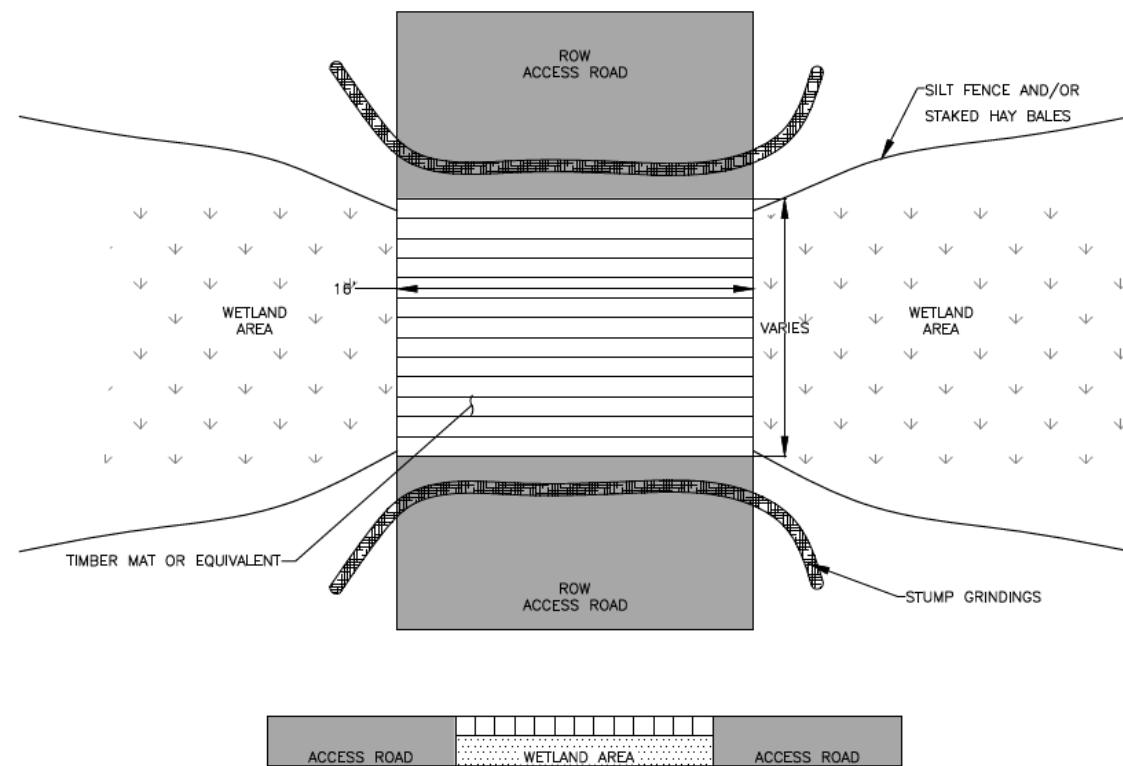 ROW
ACCESS ROAD
SILT FENCE AND/OR
STAKED HAY BALES
16'
WETLAND
AREA
VARIES
WETLAND
AREA
TIMBER MAT OR EQUIVALENT
ROW
ACCESS ROAD
STUMP GRINDINGS
ACCESS ROAD
WETLAND AREA
ACCESS ROAD